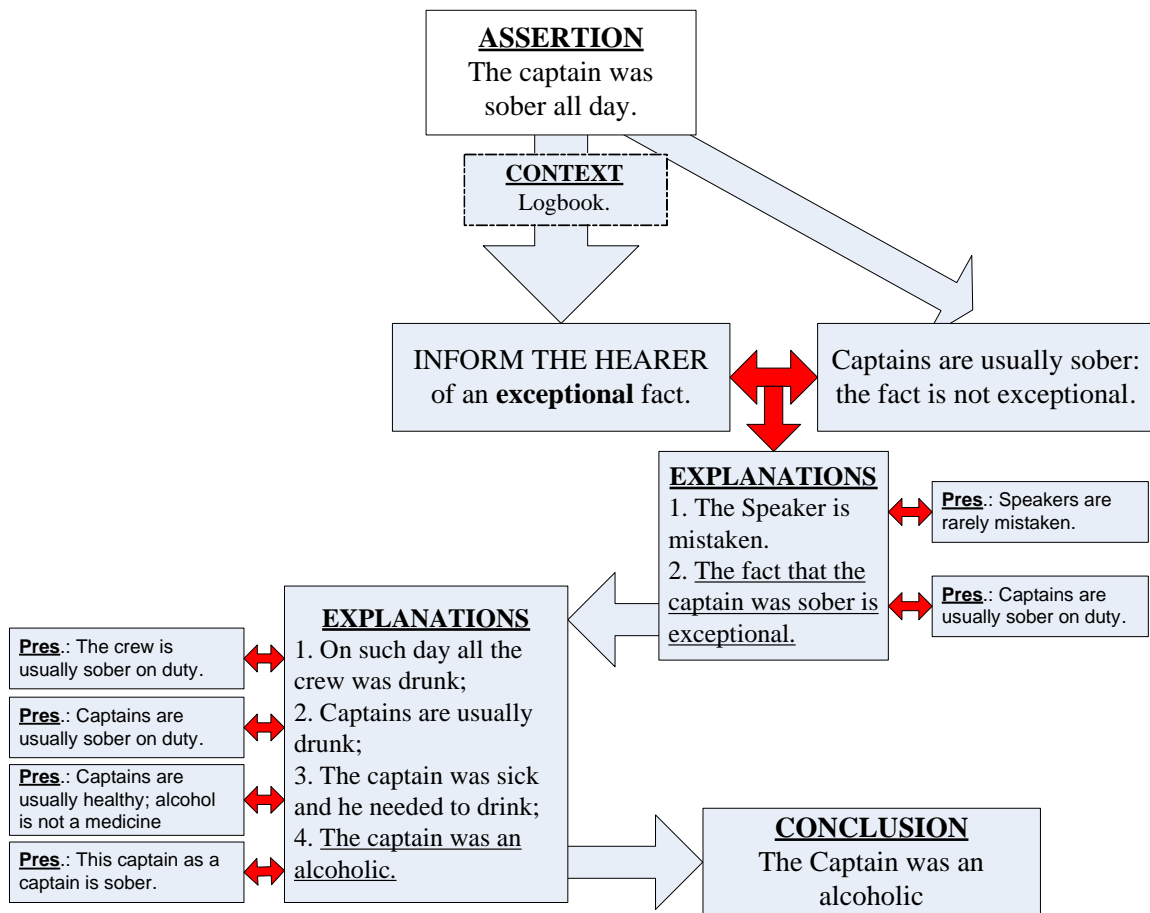 ASSERTION
The captain was
sober all day.
CONTEXT
Logbook.
INFORM THE HEARER
of an exceptional fact.
Captains are usually sober:
the fact is not exceptional.
EXPLANATIONS
1. The Speaker is
mistaken.
2. The fact that the
captain was sober is
exceptional.
Pres.: Speakers are
rarely mistaken.
Pres.: Captains are
usually sober on duty.
EXPLANATIONS
1. On such day all the
crew was drunk;
2. Captains are usually
drunk;
3. The captain was sick
and he needed to drink;
4. The captain was an
alcoholic.
Pres.: The crew is
usually sober on duty.
Pres.: Captains are
usually sober on duty.
Pres.: Captains are
usually healthy; alcohol
is not a medicine
Pres.: This captain as a
captain is sober.
CONCLUSION
The Captain was an
alcoholic